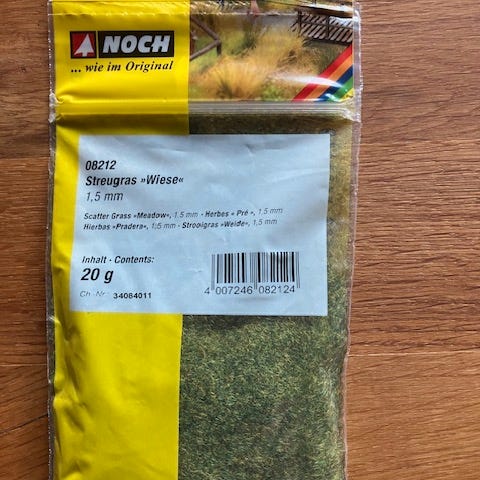 NOCH
... wie im Original
08212
Streugras »Wiese«
1,5 mm
Scatter Grass »Meadow«, 1,5 mm · Herbes « Pré », 1,5 mm
Hierbas »Pradera«, 1,5 mm · Strooigras »Weide«, 1,5 mm
Inhalt · Contents:
20 g
Ch.-Nr.: 34084011
4 007246 082124